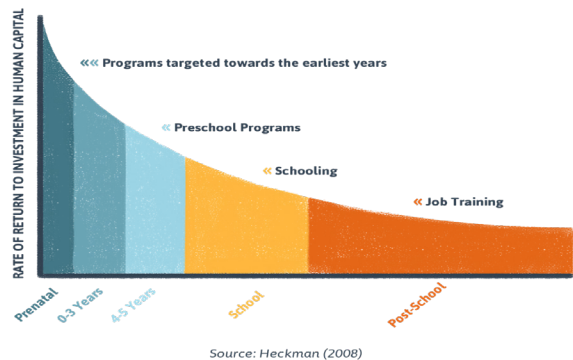 RATE OF RETURN TO INVESTMENT IN HUMAN CAPITAL
«« Programs targeted towards the earliest years
« Preschool Programs
« Schooling
« Job Training
Prenatal
0-3 Years
4-5 Years
School
Post-School
Source: Heckman (2008)